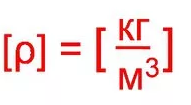 [ρ] = [кг/м³]